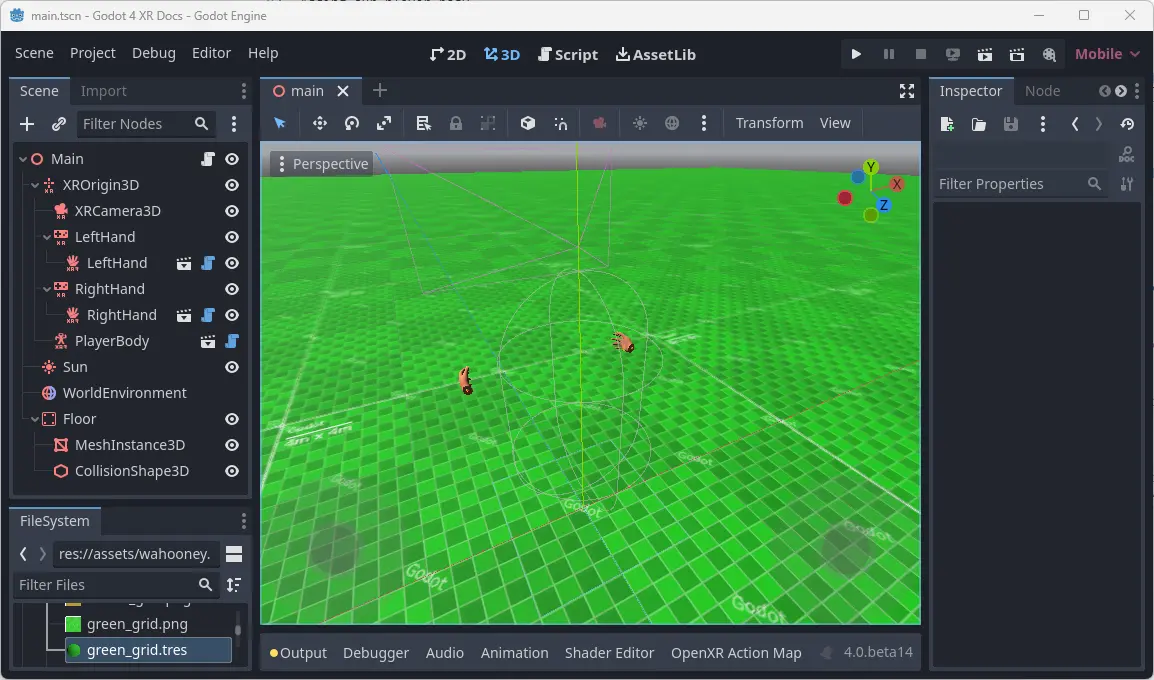 main.tscn - Godot 4 XR Docs - Godot Engine
Scene Project Debug Editor Help
2D 3D Script AssetLib
Mobile
Scene Import
main
Inspector Node
Filter Nodes
Transform View
DOC
Filter Properties
Perspective
Y
X
Z
Main
XROrigin3D
XRCamera3D
LeftHand
LeftHand
RightHand
RightHand
PlayerBody
Sun
WorldEnvironment
Floor
MeshInstance3D
CollisionShape3D
4m x 4m
Godot
Godot
Godot
Godot
FileSystem
res://assets/wahooney.
Filter Files
green_grid.png
green_grid.tres
Output Debugger Audio Animation Shader Editor OpenXR Action Map 4.0.beta14